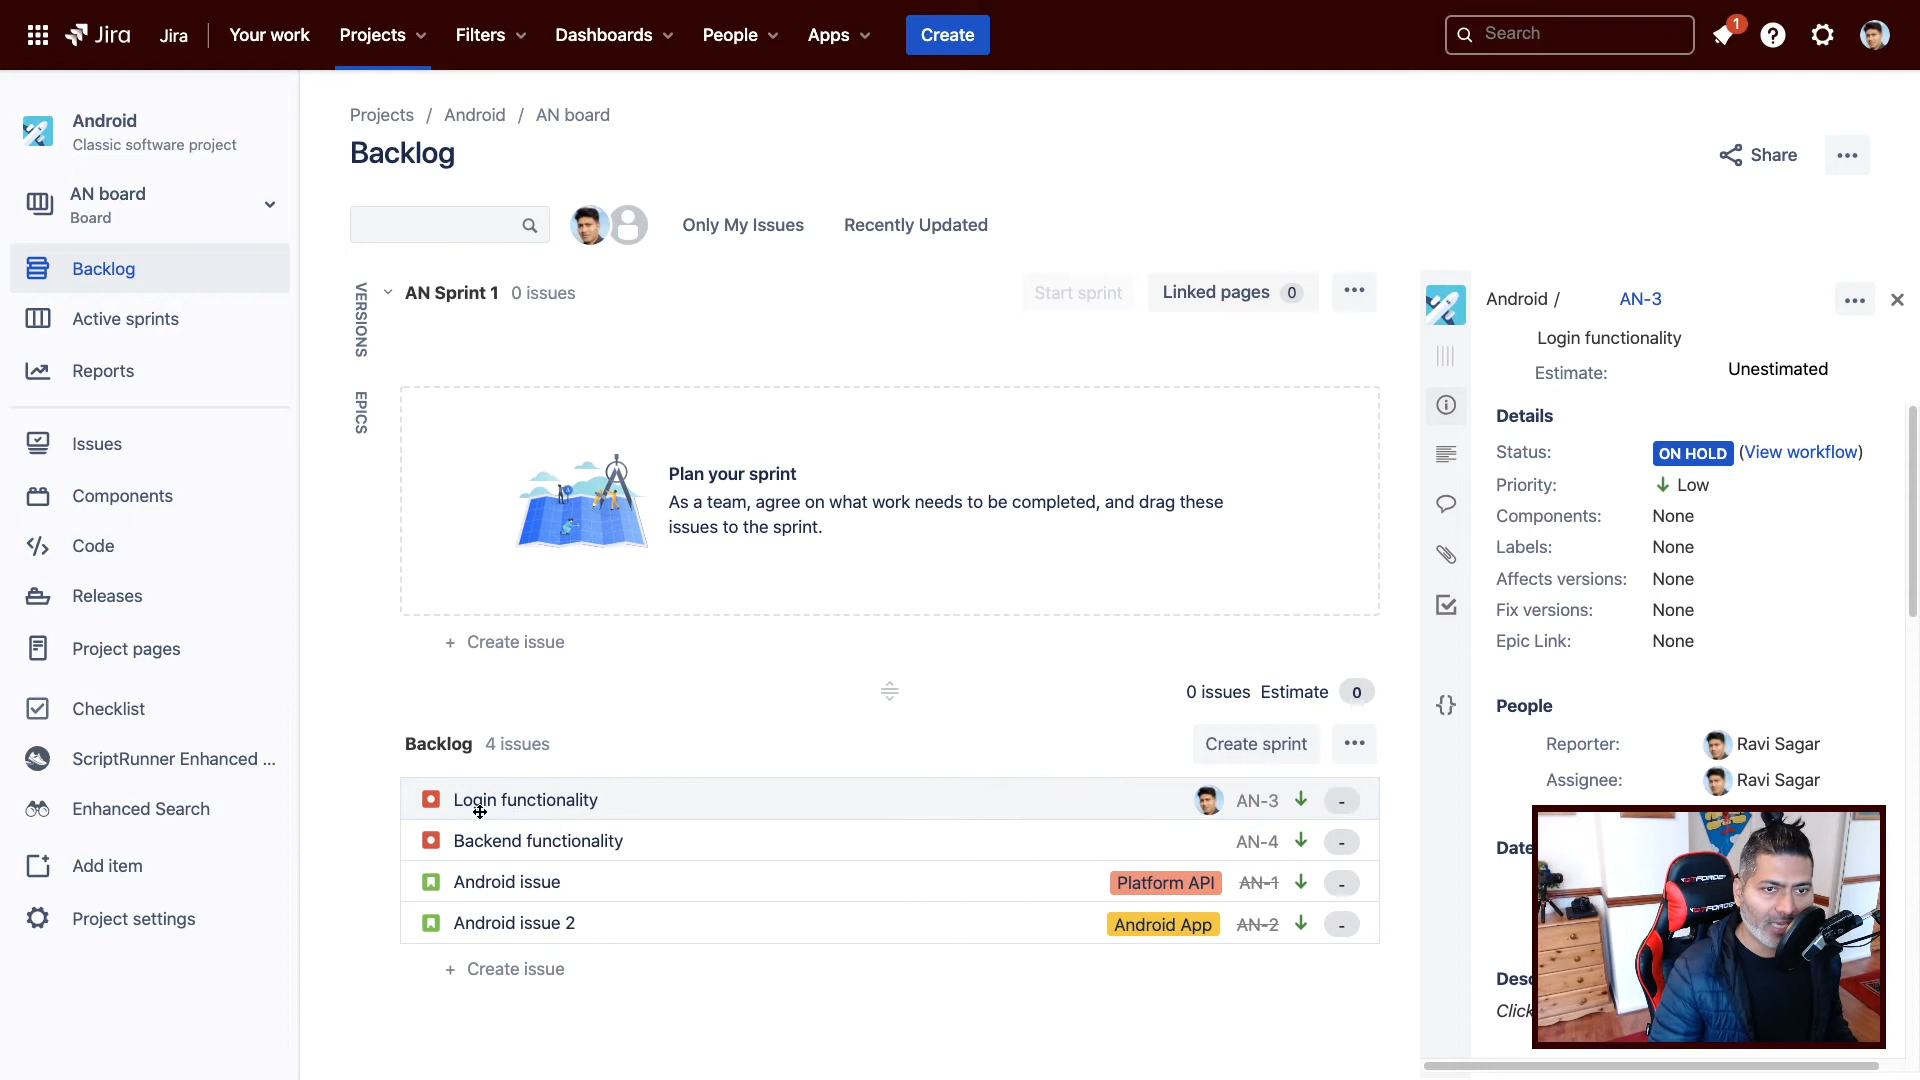 Jira Jira Your work Projects Filters Dashboards People Apps Create Search 1
Android
Classic software project
AN board
Board
Backlog
Active sprints
Reports
Issues
Components
Code
Releases
Project pages
Checklist
ScriptRunner Enhanced ...
Enhanced Search
Add item
Project settings
Projects / Android / AN board
Backlog
Share
Only My Issues Recently Updated
VERSIONS
EPICS
AN Sprint 1 0 issues Start sprint Linked pages 0
Plan your sprint
As a team, agree on what work needs to be completed, and drag these
issues to the sprint.
+ Create issue
0 issues Estimate 0
Backlog 4 issues Create sprint
Login functionality AN-3 -
Backend functionality AN-4 -
Android issue Platform API AN-1 -
Android issue 2 Android App AN-2 -
+ Create issue
Android / AN-3
Login functionality
Estimate: Unestimated
Details
Status: ON HOLD (View workflow)
Priority: Low
Components: None
Labels: None
Affects versions: None
Fix versions: None
Epic Link: None
People
Reporter: Ravi Sagar
Assignee: Ravi Sagar
Date
Desc
Click